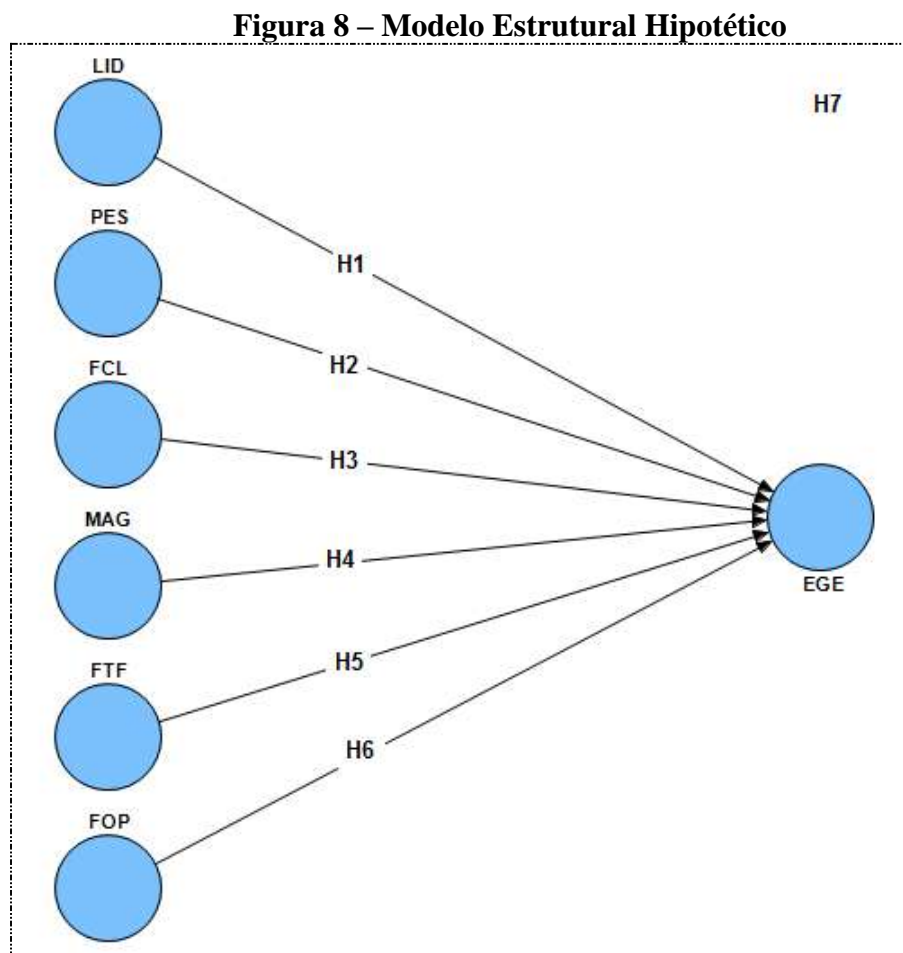 Figura 8 – Modelo Estrutural Hipotético
LID
H7
PES
H1
FCL
H2
H3
MAG
H4
EGE
FTF
H5
H6
FOP